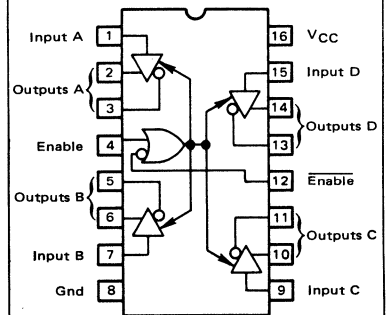 Input A 1 16 VCC
2 15 Input D
Outputs A
3 14
Outputs D
Enable 4 13
5 12 Enable
Outputs B
6 11
Outputs C
Input B 7 10
Gnd 8 9 Input C